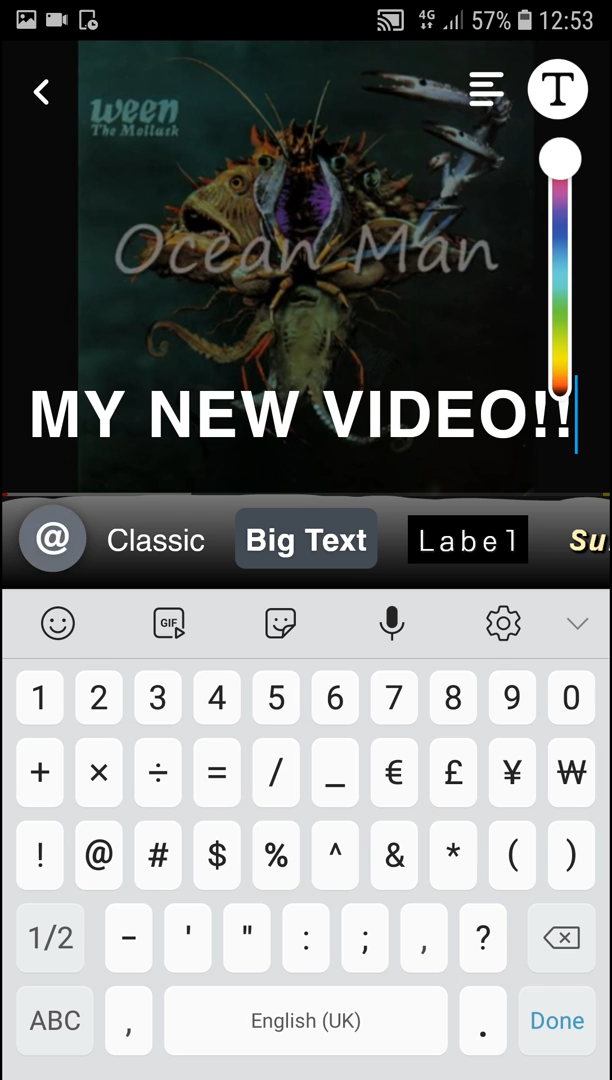 4G 57% 12:53
T
ween
The Mollusk
Ocean Man
MY NEW VIDEO!!
@ Classic Big Text Label Su
GIF
1 2 3 4 5 6 7 8 9 0
+ × ÷ = / _ € £ ¥ ₩
! @ # $ % ^ & * ( )
1/2 - ' " : ; , ?
ABC , English (UK) . Done